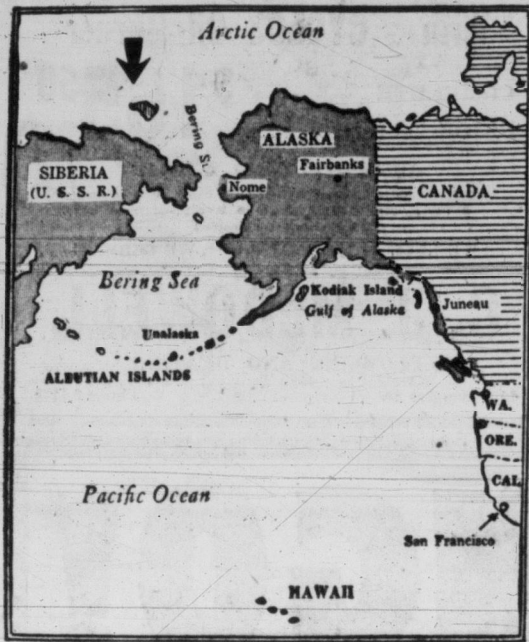 Arctic Ocean
Bering S.
SIBERIA
(U. S. S. R.)
ALASKA
Fairbanks
Nome
CANADA
Bering Sea
Kodiak Island
Gulf of Alaska
Juneau
Unalaska
ALEUTIAN ISLANDS
WA.
ORE.
CAL
Pacific Ocean
San Francisco
HAWAII